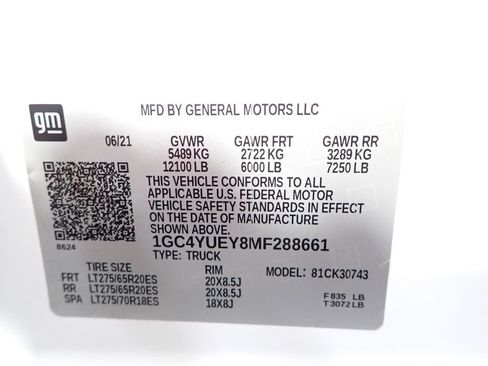 gm
MFD BY GENERAL MOTORS LLC
06/21 GVWR GAWR FRT GAWR RR
5489 KG 2722 KG 3289 KG
12100 LB 6000 LB 7250 LB
THIS VEHICLE CONFORMS TO ALL
APPLICABLE U.S. FEDERAL MOTOR
VEHICLE SAFETY STANDARDS IN EFFECT
ON THE DATE OF MANUFACTURE
SHOWN ABOVE.
8624 1GC4YUEY8MF288661
TYPE: TRUCK
TIRE SIZE RIM MODEL: 81CK30743
FRT LT275/65R20ES 20X8.5J
RR LT275/65R20ES 20X8.5J F 835 LB
SPA LT275/70R18ES 18X8J T 3072 LB